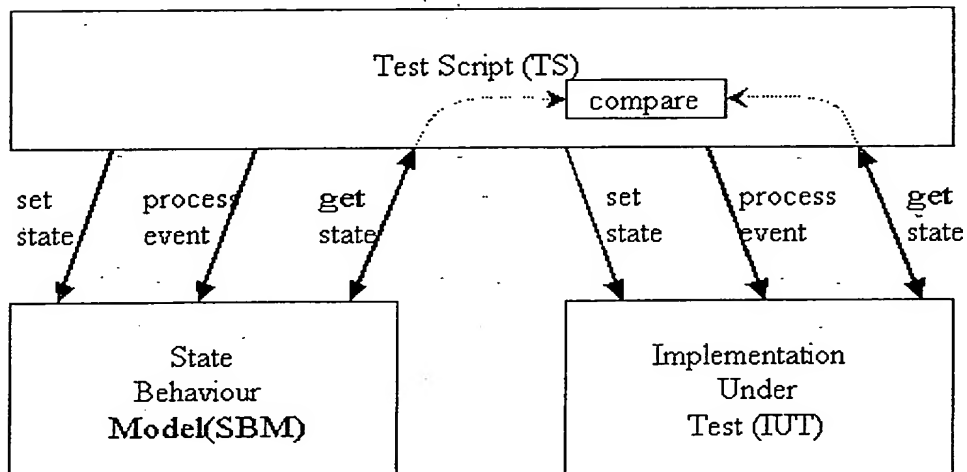 Test Script (TS)
compare
set
state
process
event
get
state
set
state
process
event
get
state
State
Behaviour
Model(SBM)
Implementation
Under
Test (IUT)